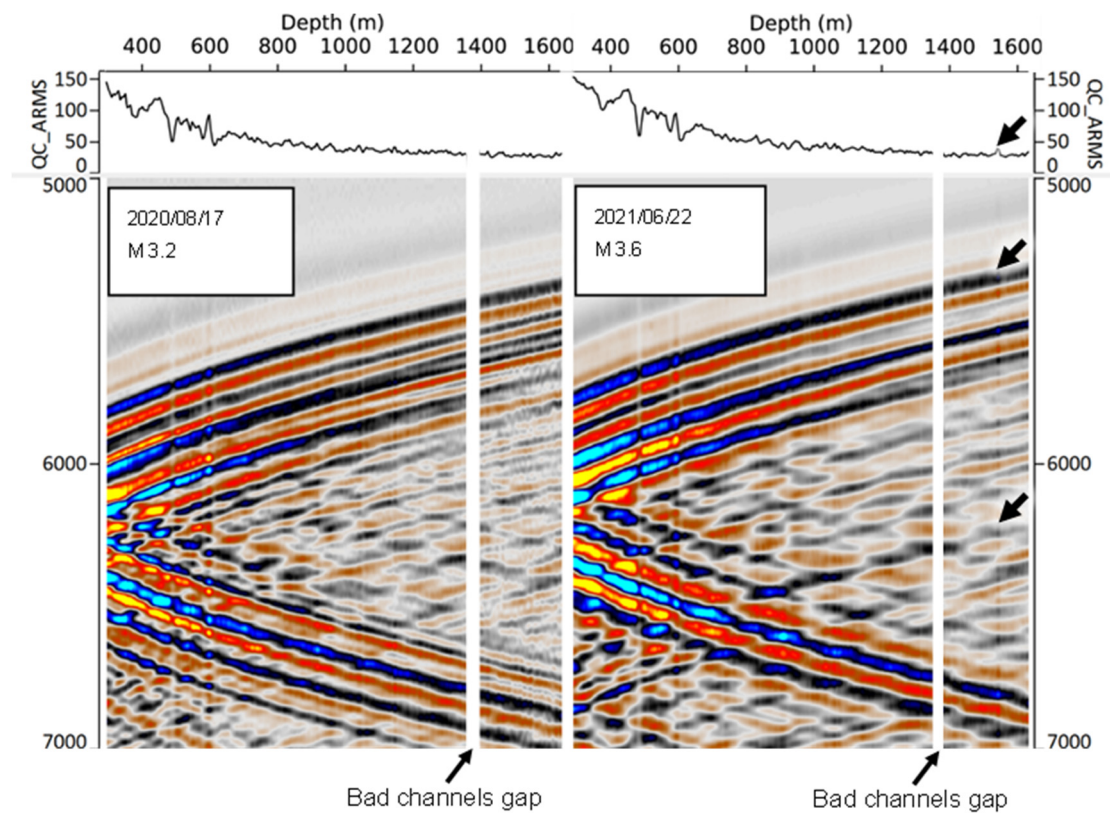 Depth (m) Depth (m)
400 600 800 1000 1200 1400 1600 400 600 800 1000 1200 1400 1600
QC_ARMS 150 100 50 0 150 100 50 0 QC_ARMS
5000 5000
2020/08/17 2021/06/22
M 3.2 M 3.6
6000 6000
7000 7000
Bad channels gap Bad channels gap